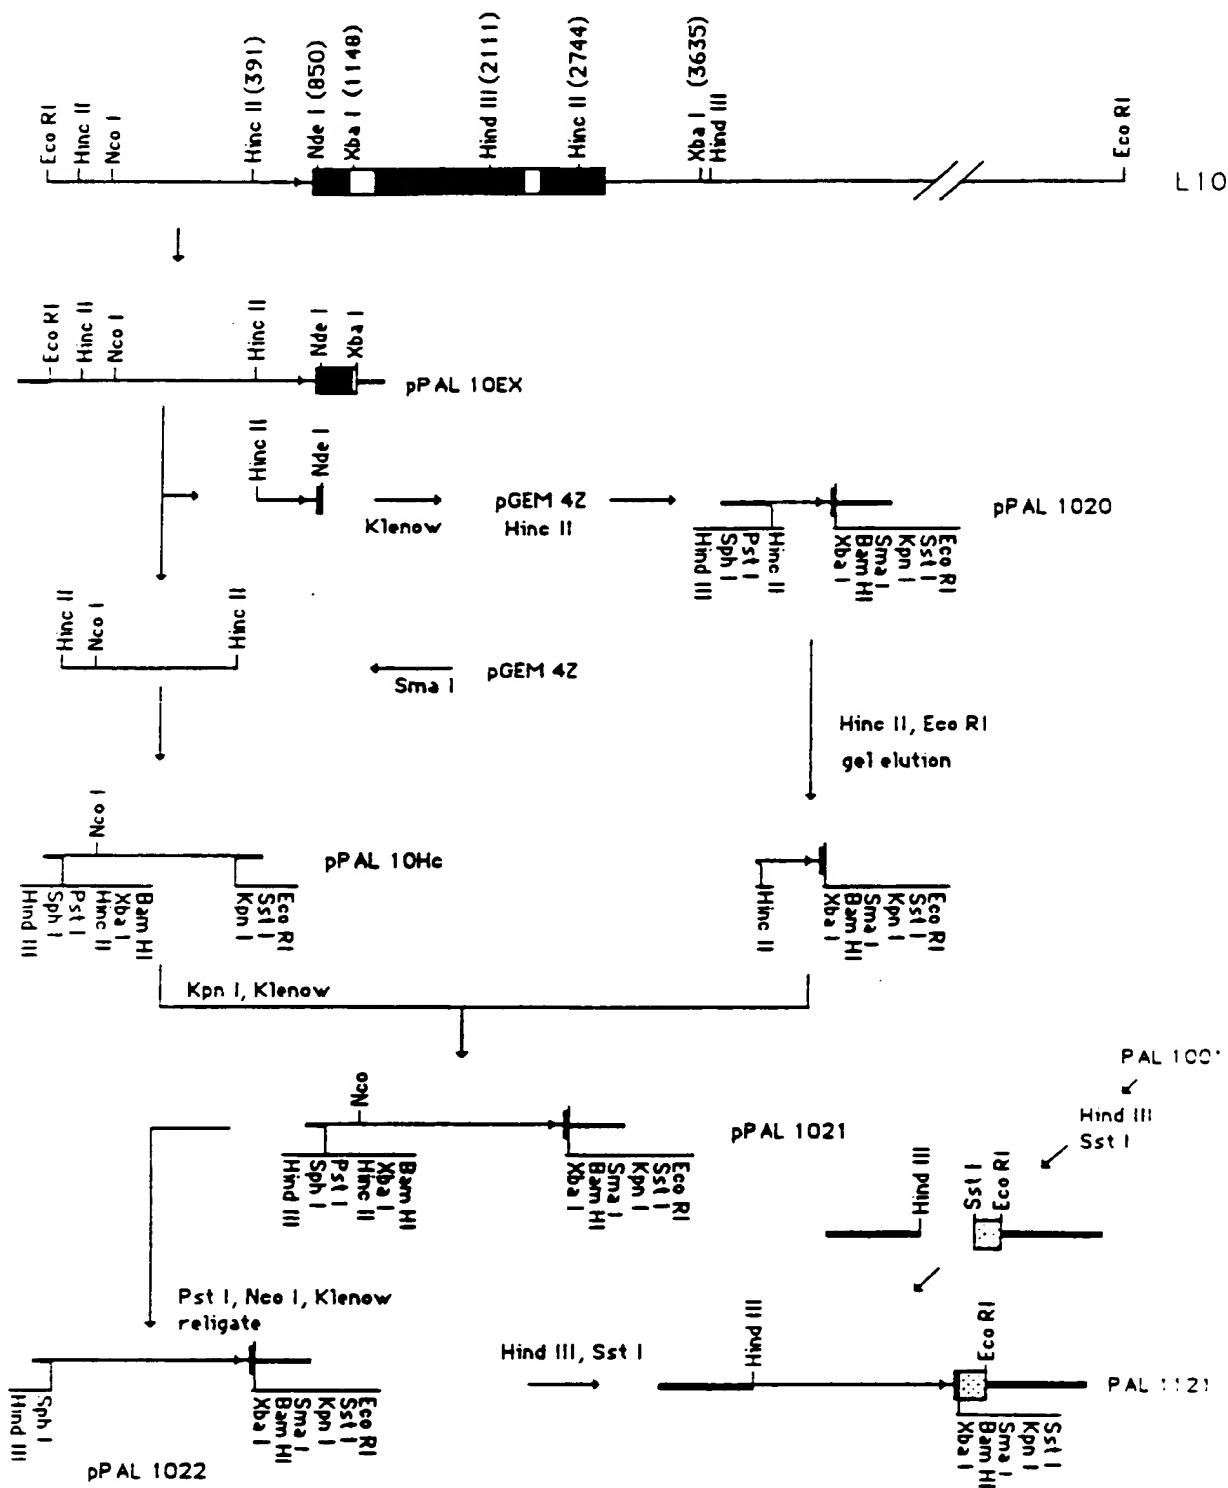 Eco RI
Hinc II
Nco I
Hinc II (391)
Nde I (850)
Xba I (1148)
Hind III (2111)
Hinc II (2744)
Xba I (3635)
Hind III
Eco RI
L10
Eco RI
Hinc II
Nco I
Hinc II
Nde I
Xba I
pPAL 10EX
Hinc II
Nde I
Klenow
pGEM 4Z
Hinc II
pPAL 1020
Hind III
Sph I
Pst I
Hinc II
Xba I
Bam HI
Sma I
Kpn I
Sst I
Eco RI
Hinc II
Nco I
Hinc II
Sma I
pGEM 4Z
Hinc II, Eco RI
gel elution
Nco I
pPAL 10Hc
Hind III
Sph I
Pst I
Hinc II
Xba I
Bam HI
Kpn I
Sst I
Eco RI
Hinc II
Xba I
Bam HI
Sma I
Kpn I
Sst I
Eco RI
Kpn I, Klenow
Nco
pPAL 1021
Hind III
Sph I
Pst I
Hinc II
Xba I
Bam HI
Xba I
Bam HI
Sma I
Kpn I
Sst I
Eco RI
PAL
Hind III
Sst I
Hind III
Sst I
Eco RI
Pst I, Nco I, Klenow
religate
Hind III
Sph I
Xba I
Bam HI
Sma I
Kpn I
Sst I
Eco RI
pPAL 1022
Hind III, Sst I
Hind III
Eco RI
PAL 1121
Xba I
Bam HI
Sma I
Kpn I
Sst I